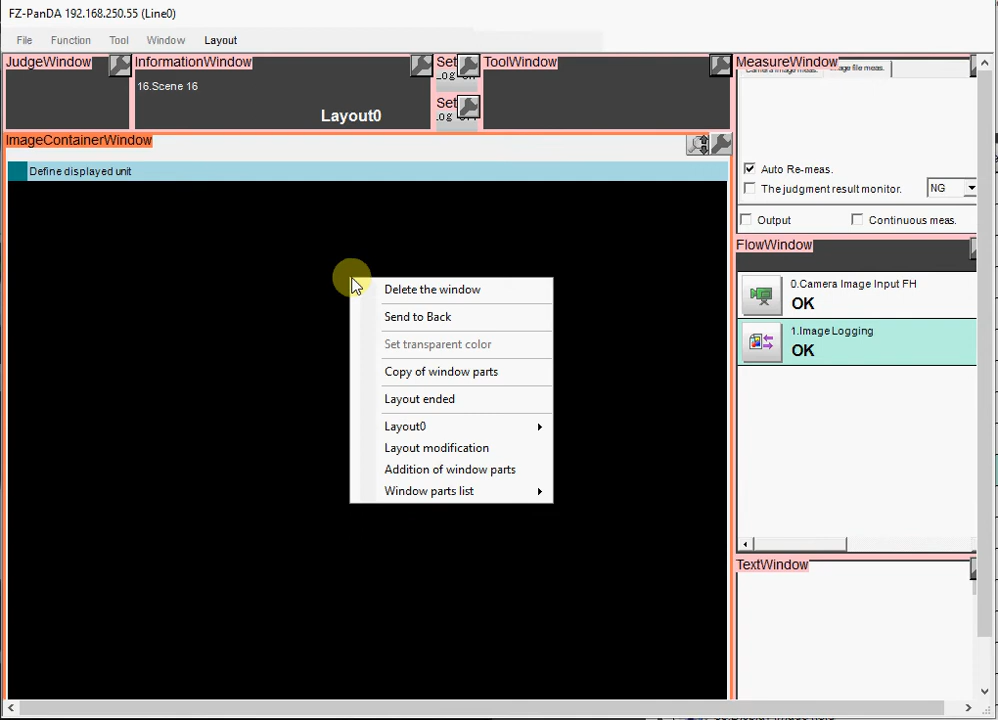 FZ-PanDA 192.168.250.55 (Line0)
File Function Tool Window Layout
JudgeWindow
InformationWindow
16.Scene 16
Layout0
Set
Set
ToolWindow
MeasureWindow
Auto Re-meas.
The judgment result monitor.
NG
Output
Continuous meas.
ImageContainerWindow
Define displayed unit
Delete the window
Send to Back
Set transparent color
Copy of window parts
Layout ended
Layout0
Layout modification
Addition of window parts
Window parts list
FlowWindow
0.Camera Image Input FH
OK
1.Image Logging
OK
TextWindow